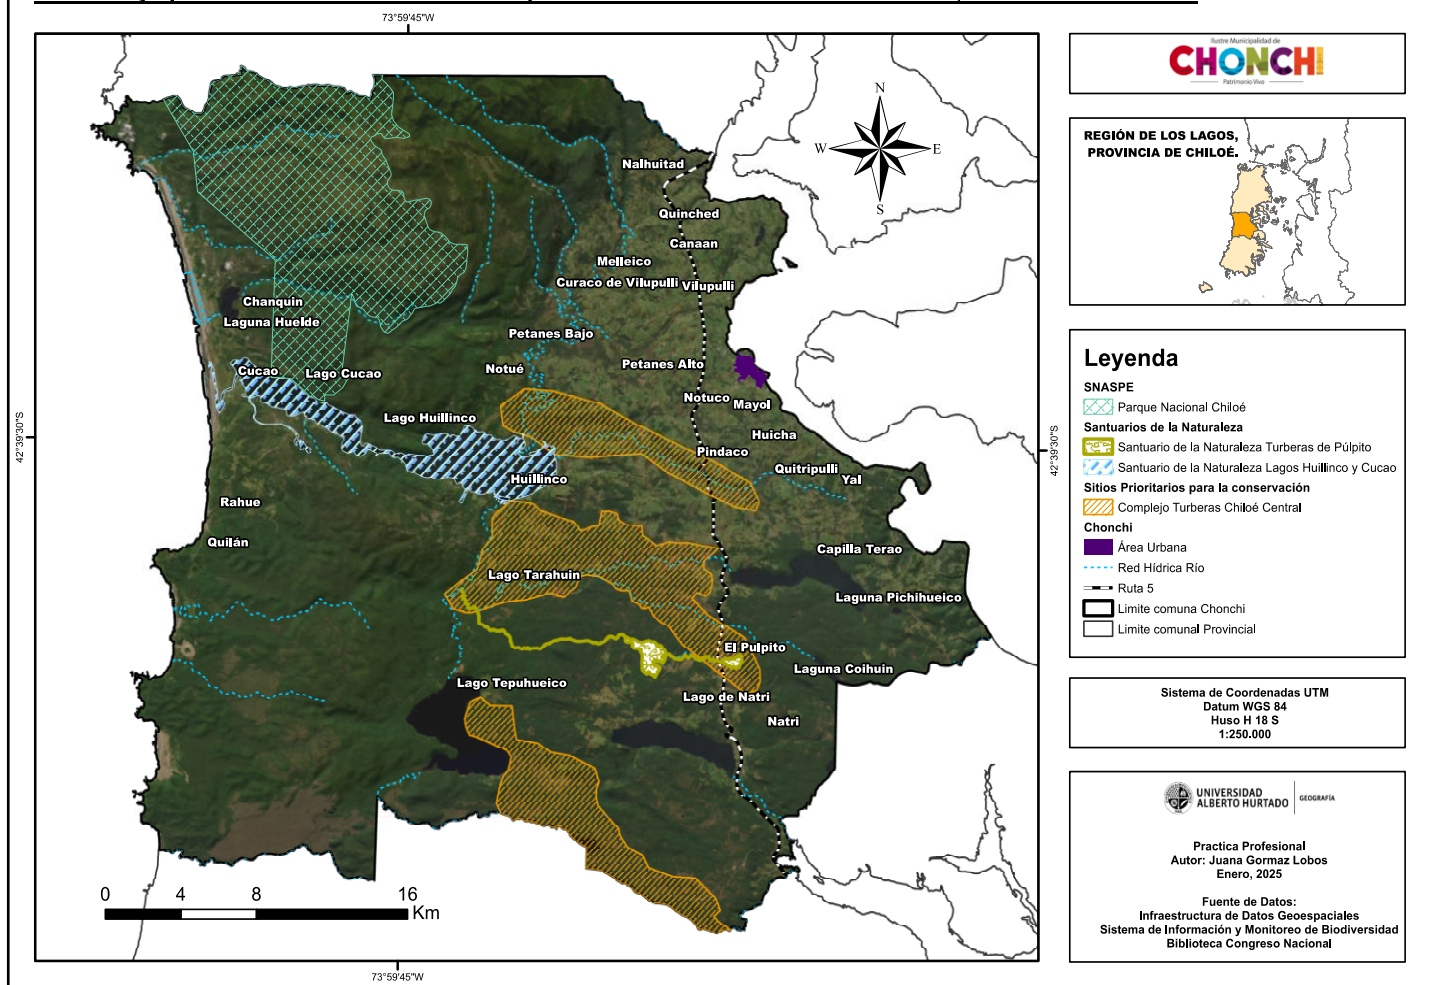 73°59'45"W
42°39'30"S
42°39'30"S
73°59'45"W
N
W
E
S
Nalhuitad
Quinched
Canaan
Melleico
Curaco de Vilupulli
Vilupulli
Chanquin
Laguna Huelde
Petanes Bajo
Petanes Alto
Notué
Cucao
Lago Cucao
Notuco
Mayol
Lago Huillinco
Huicha
Pindaco
Quitripulli
Yal
Huillinco
Rahue
Quilán
Capilla Terao
Lago Tarahuin
Laguna Pichihueico
El Pulpito
Laguna Coihuin
Lago Tepuhueico
Lago de Natri
Natri
0 4 8 16
Km
Ilustre Municipalidad de
CHONCHI
Patrimonio Vivo
REGIÓN DE LOS LAGOS,
PROVINCIA DE CHILOÉ.
Leyenda
SNASPE
Parque Nacional Chiloé
Santuarios de la Naturaleza
Santuario de la Naturaleza Turberas de Púlpito
Santuario de la Naturaleza Lagos Huillinco y Cucao
Sitios Prioritarios para la conservación
Complejo Turberas Chiloé Central
Chonchi
Área Urbana
Red Hídrica Río
Ruta 5
Limite comuna Chonchi
Limite comunal Provincial
Sistema de Coordenadas UTM
Datum WGS 84
Huso H 18 S
1:250.000
UNIVERSIDAD
ALBERTO HURTADO
GEOGRAFÍA
Practica Profesional
Autor: Juana Gormaz Lobos
Enero, 2025
Fuente de Datos:
Infraestructura de Datos Geoespaciales
Sistema de Información y Monitoreo de Biodiversidad
Biblioteca Congreso Nacional